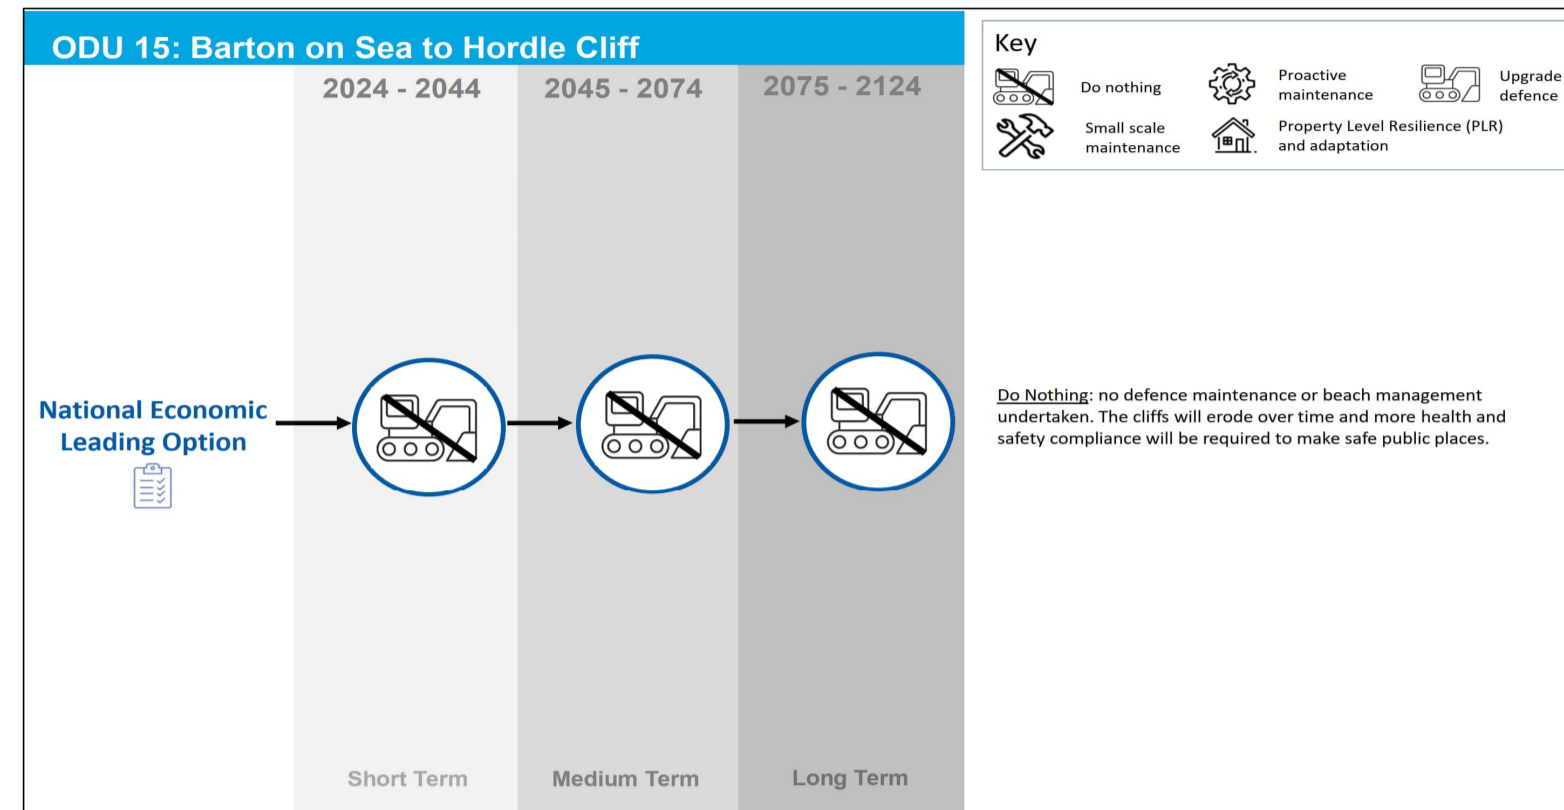 ODU 15: Barton on Sea to Hordle Cliff
2024 - 2044
2045 - 2074
2075 - 2124
National Economic
Leading Option
Short Term
Medium Term
Long Term
Key
Do nothing
Proactive
maintenance
Upgrade
defence
Small scale
maintenance
Property Level Resilience (PLR)
and adaptation
Do Nothing: no defence maintenance or beach management
undertaken. The cliffs will erode over time and more health and
safety compliance will be required to make safe public places.